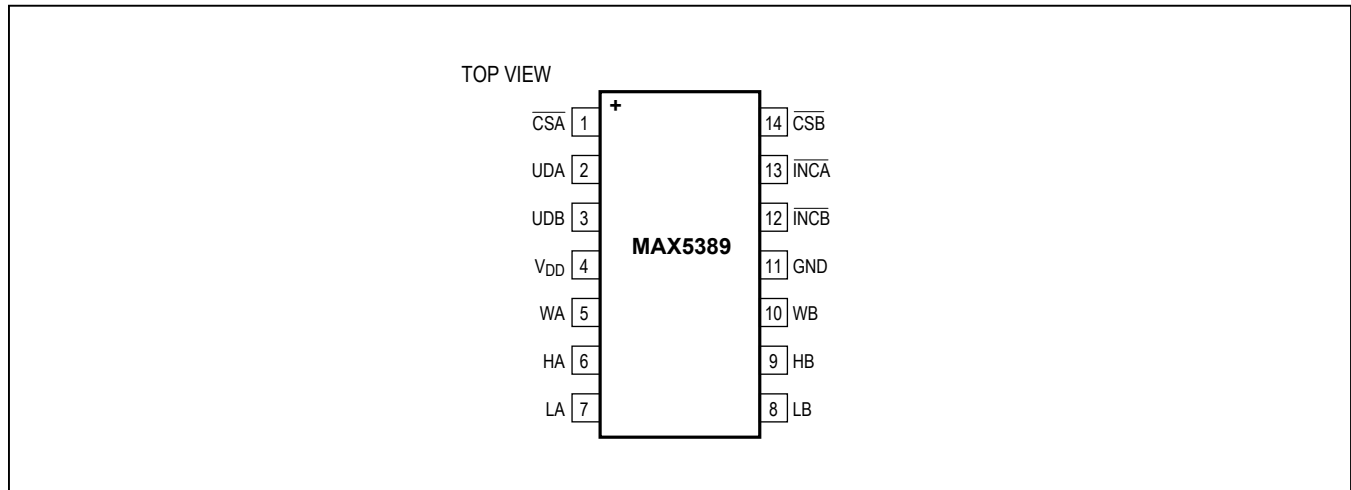 TOP VIEW
+
CSA 1
14 CSB
UDA 2
13 INCA
UDB 3
12 INCB
MAX5389
VDD 4
11 GND
WA 5
10 WB
HA 6
9 HB
LA 7
8 LB